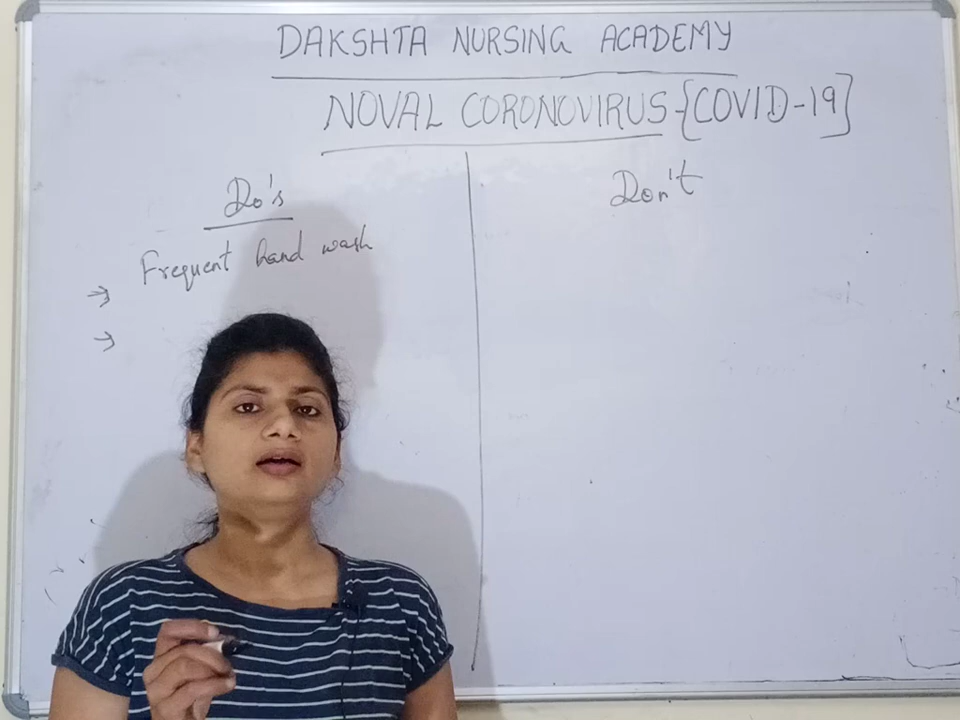 DAKSHTA NURSING ACADEMY
NOVAL CORONOVIRUS-{COVID-19]
Do's
Don't
Frequent hand wash